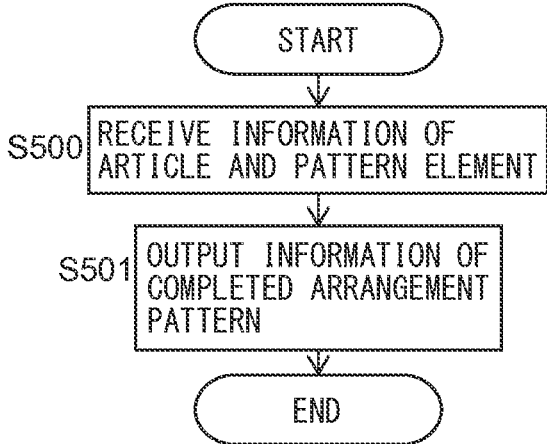 START
S500
RECEIVE INFORMATION OF
ARTICLE AND PATTERN ELEMENT
S501
OUTPUT INFORMATION OF
COMPLETED ARRANGEMENT
PATTERN
END